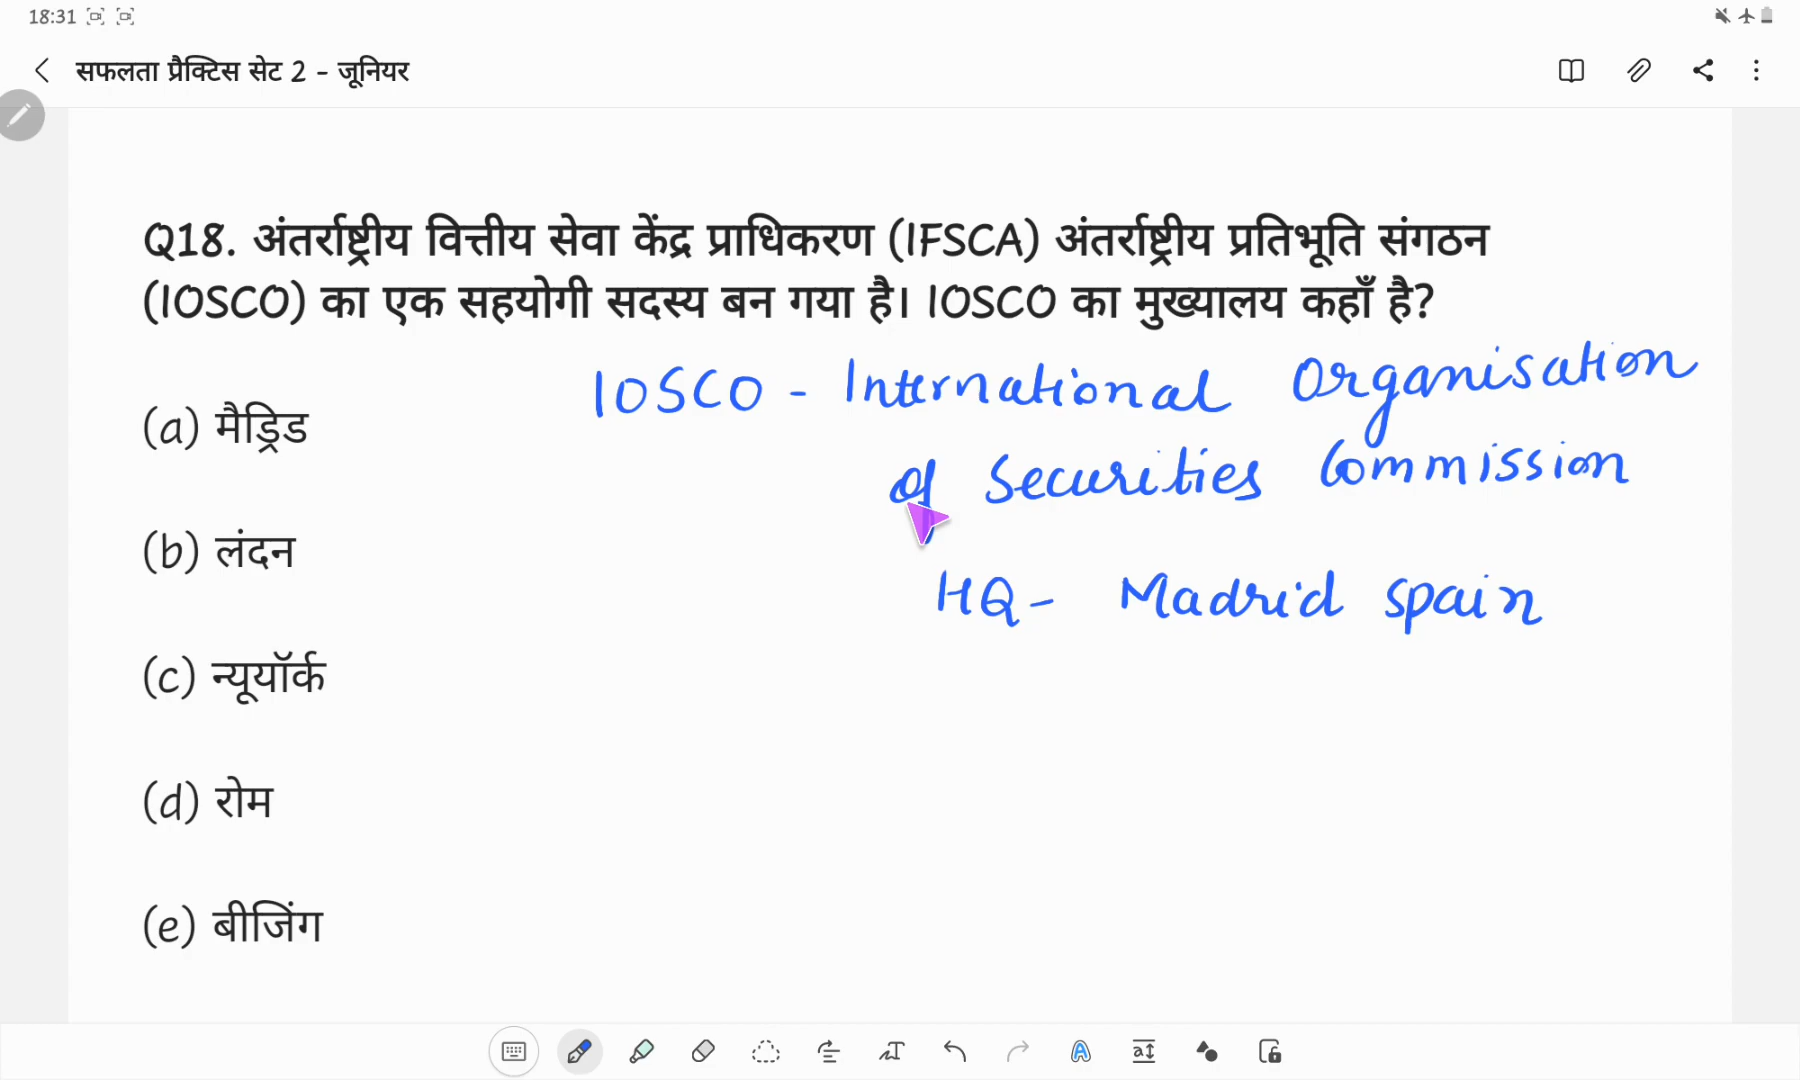 18:31
सफलता प्रैक्टिस सेट 2 - जूनियर
Q18. अंतर्राष्ट्रीय वित्तीय सेवा केंद्र प्राधिकरण (IFSCA) अंतर्राष्ट्रीय प्रतिभूति संगठन
(IOSCO) का एक सहयोगी सदस्य बन गया है। IOSCO का मुख्यालय कहाँ है?
IOSCO - International Organisation
(a) मैड्रिड
of Securities Commission
(b) लंदन
HQ - Madrid Spain
(c) न्यूयॉर्क
(d) रोम
(e) बीजिंग